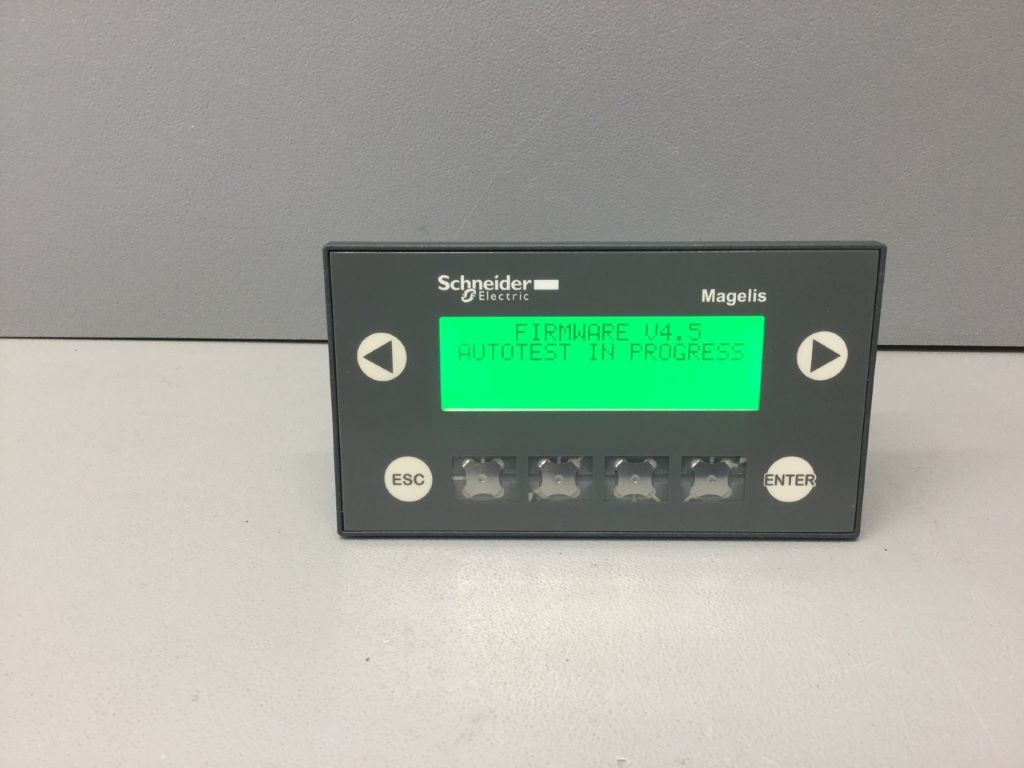 Schneider
Electric
Magelis
FIRMWARE V4.5
AUTOTEST IN PROGRESS
ESC
ENTER